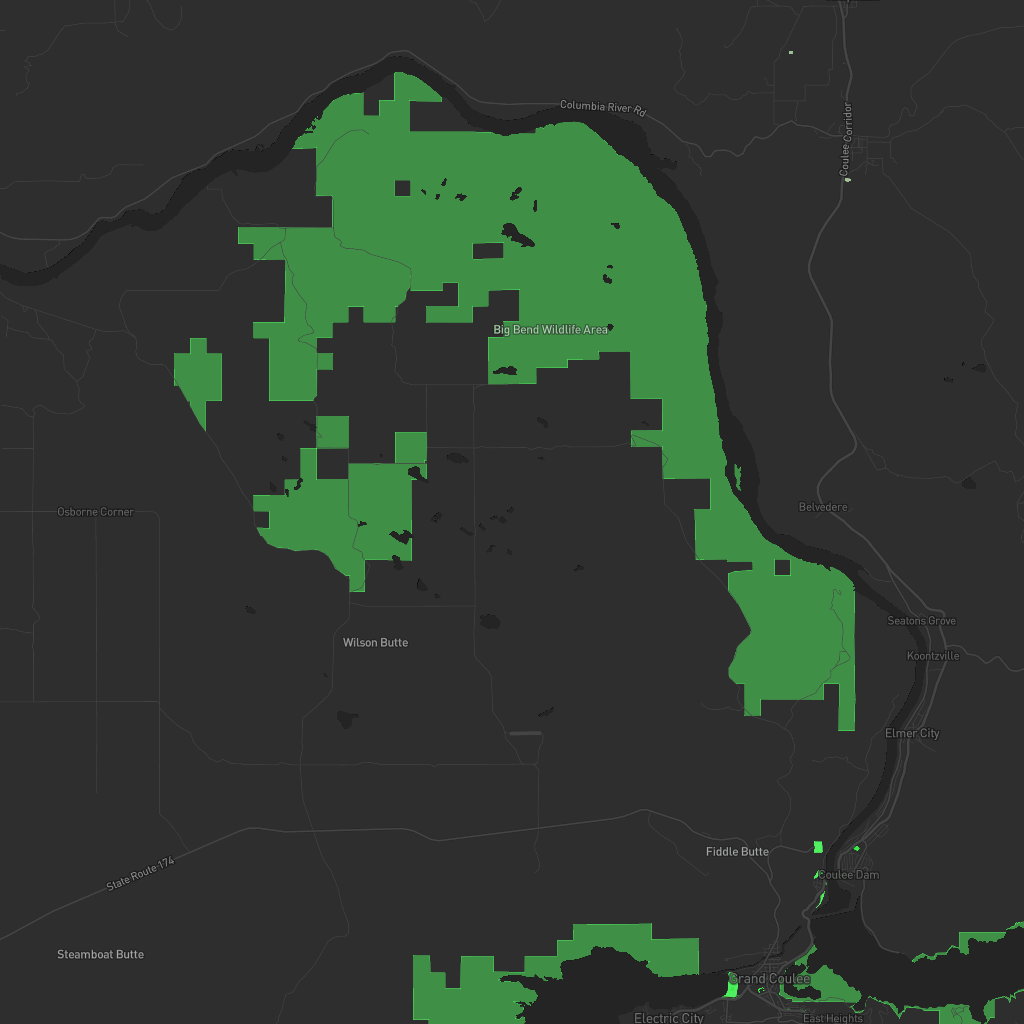 Columbia River Rd
Coulee Corridor
Big Bend Wildlife Area
Osborne Corner
Belvedere
Seatons Grove
Wilson Butte
Koontzville
Elmer City
Fiddle Butte
State Route 174
Coulee Dam
Steamboat Butte
Grand Coulee
Electric City
East Heights